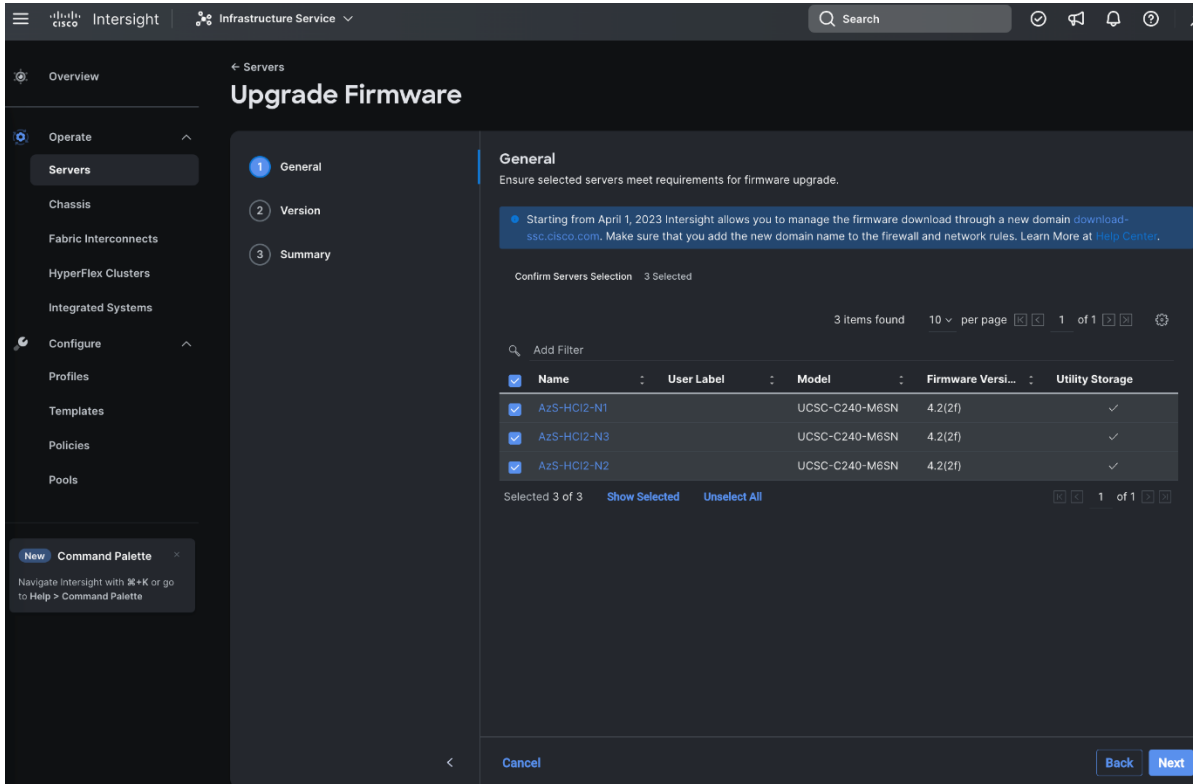 cisco Intersight Infrastructure Service Search
Overview
Operate
Servers
Chassis
Fabric Interconnects
HyperFlex Clusters
Integrated Systems
Configure
Profiles
Templates
Policies
Pools
New Command Palette ×
Navigate Intersight with ⌘+K or go
to Help > Command Palette
← Servers
Upgrade Firmware
1 General
2 Version
3 Summary
General
Ensure selected servers meet requirements for firmware upgrade.
Starting from April 1, 2023 Intersight allows you to manage the firmware download through a new domain download-
ssc.cisco.com. Make sure that you add the new domain name to the firewall and network rules. Learn More at Help Center.
Confirm Servers Selection 3 Selected
3 items found 10 per page 1 of 1
Add Filter
Name User Label Model Firmware Versi... Utility Storage
AzS-HCI2-N1 UCSC-C240-M6SN 4.2(2f)
AzS-HCI2-N3 UCSC-C240-M6SN 4.2(2f)
AzS-HCI2-N2 UCSC-C240-M6SN 4.2(2f)
Selected 3 of 3 Show Selected Unselect All 1 of 1
Cancel Back Next